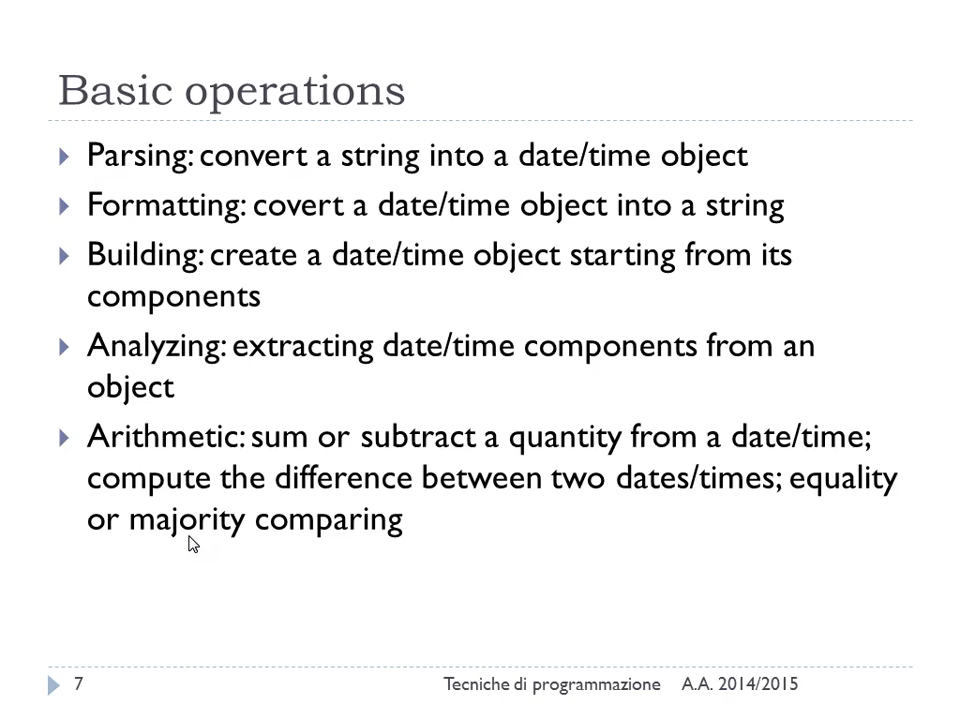 Basic operations
Parsing: convert a string into a date/time object
Formatting: covert a date/time object into a string
Building: create a date/time object starting from its
components
Analyzing: extracting date/time components from an
object
Arithmetic: sum or subtract a quantity from a date/time;
compute the difference between two dates/times; equality
or majority comparing
7 Tecniche di programmazione A.A. 2014/2015